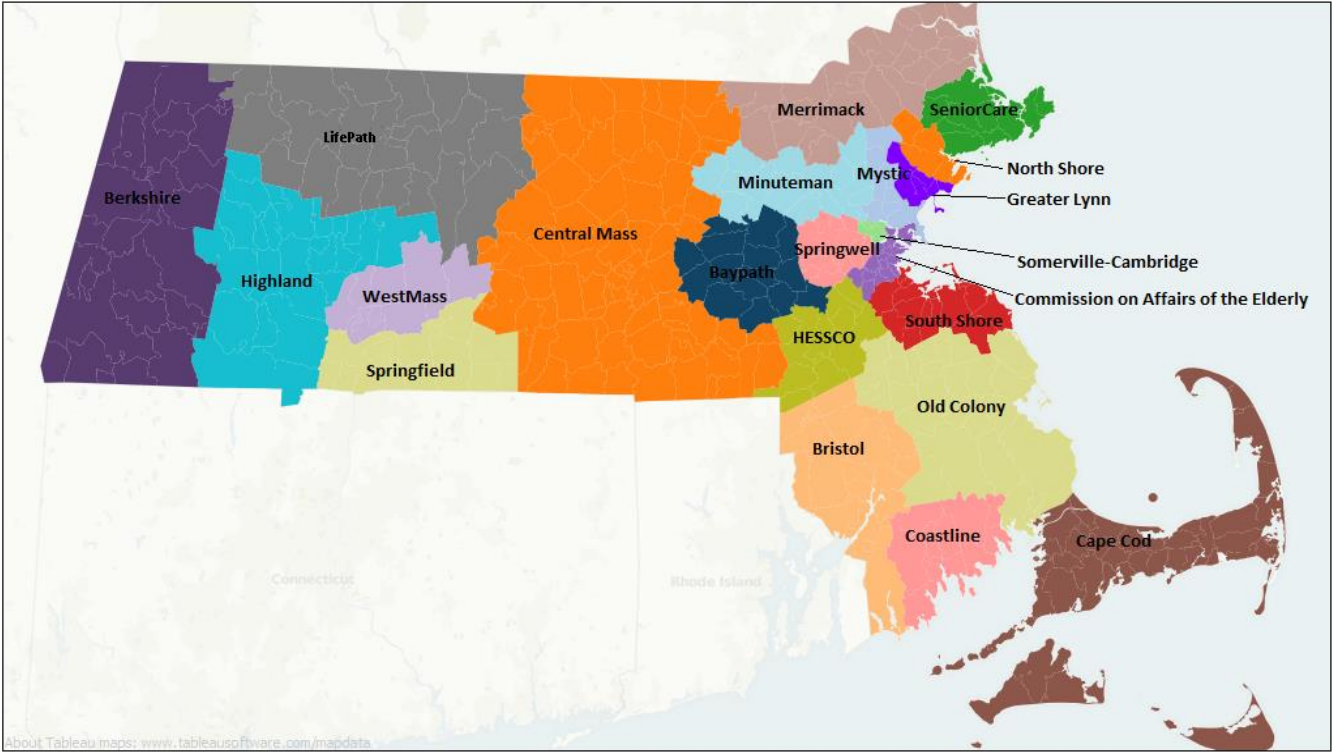 Merrimack
SeniorCare
LifePath
North Shore
Mystic
Minuteman
Berkshire
Greater Lynn
Central Mass
Springwell
Somerville-Cambridge
Baypath
Highland
WestMass
Commission on Affairs of the Elderly
South Shore
HESSCO
Springfield
Old Colony
Bristol
Coastline
Cape Cod
Connecticut
Rhode Island
About Tableau maps: www.tableausoftware.com/mapdata